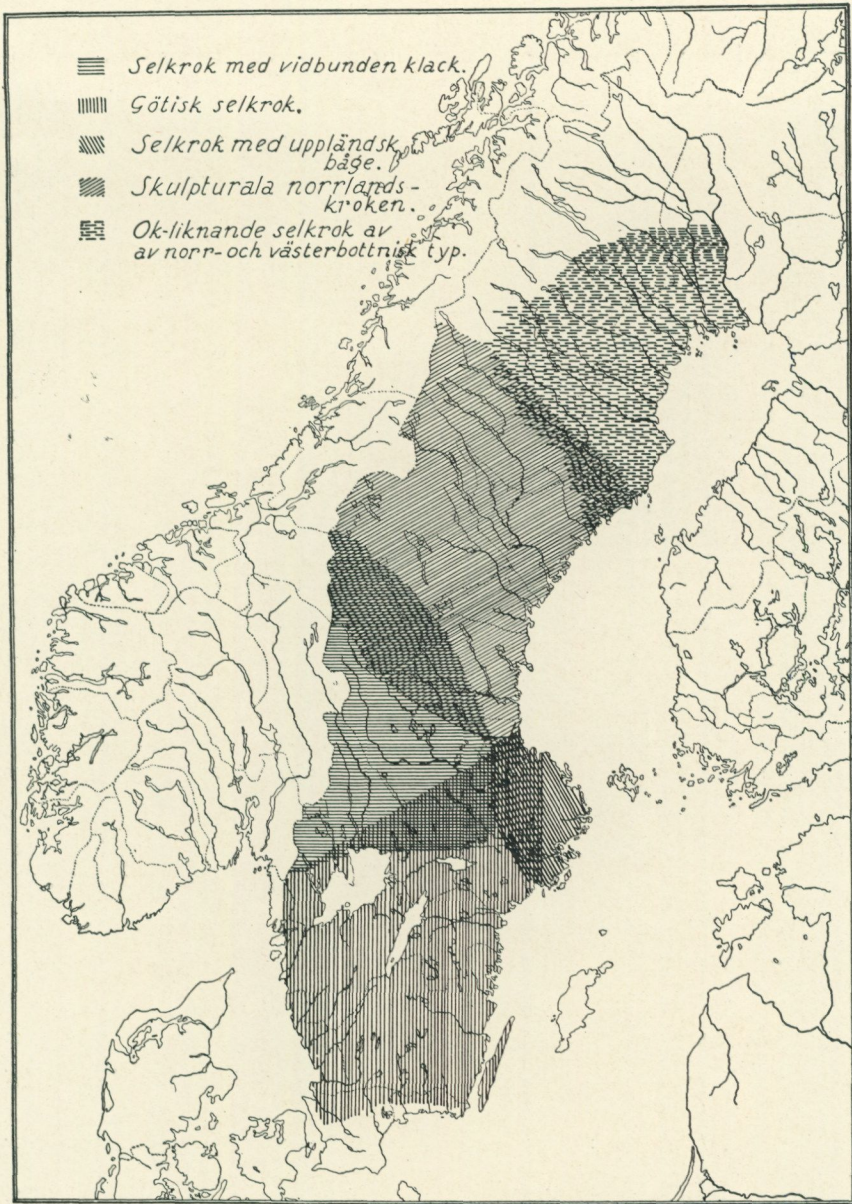 Selkrok med vidbunden klack.
Götisk selkrok.
Selkrok med uppländsk
båge.
Skulpturala norrlands-
kroken.
Ok-liknande selkrok av
av norr- och västerbottnisk typ.